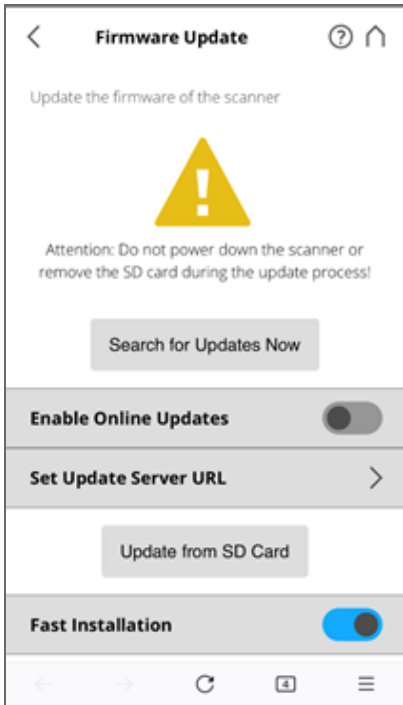 Firmware Update
Update the firmware of the scanner
Attention: Do not power down the scanner or
remove the SD card during the update process!
Search for Updates Now
Enable Online Updates
Set Update Server URL
Update from SD Card
Fast Installation
4